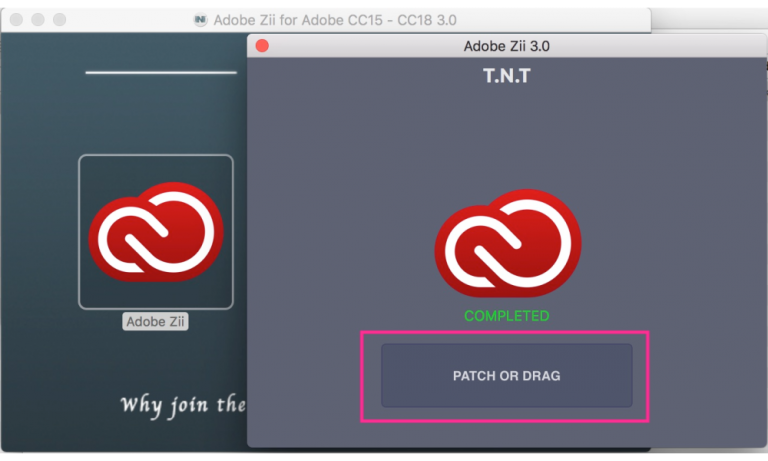 Adobe Zii for Adobe CC15 - CC18 3.0
Adobe Zii 3.0
T.N.T
COMPLETED
PATCH OR DRAG
Adobe Zii
Why join the